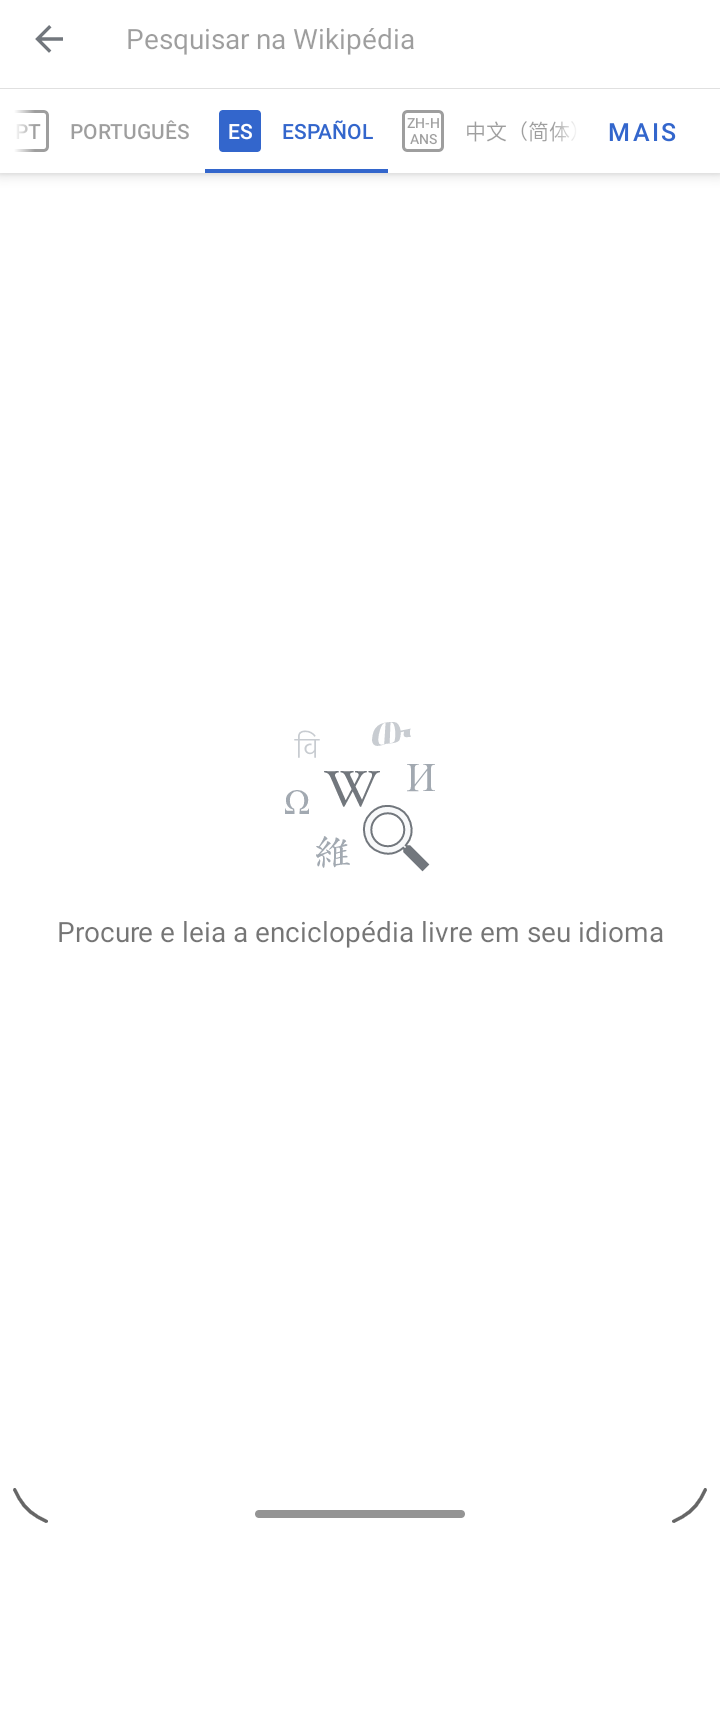 Pesquisar na Wikipédia
PT PORTUGUÊS ES ESPAÑOL ZH-HANS 中文（简体） MAIS
वि
W
И
Ω
維
Procure e leia a enciclopédia livre em seu idioma